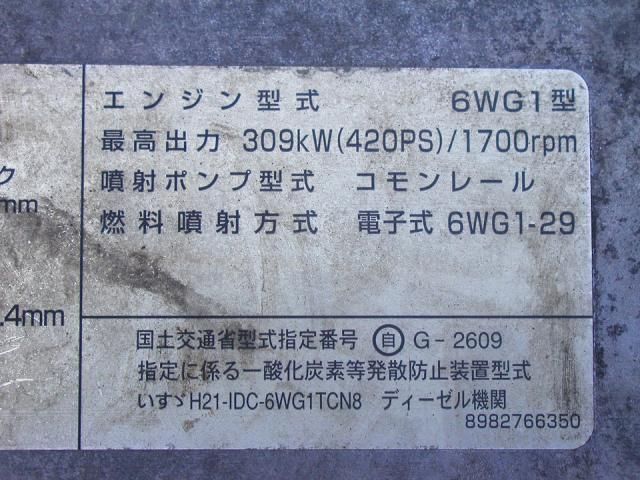 エンジン型式 6WG1型
最高出力 309kW(420PS)/1700rpm
ク
噴射ポンプ型式 コモンレール
mm
燃料噴射方式 電子式 6WG1-29
.4mm
国土交通省型式指定番号 ㊀自 G-2609
指定に係る一酸化炭素等発散防止装置型式
いすゞH21-IDC-6WG1TCN8 ディーゼル機関
8982766350